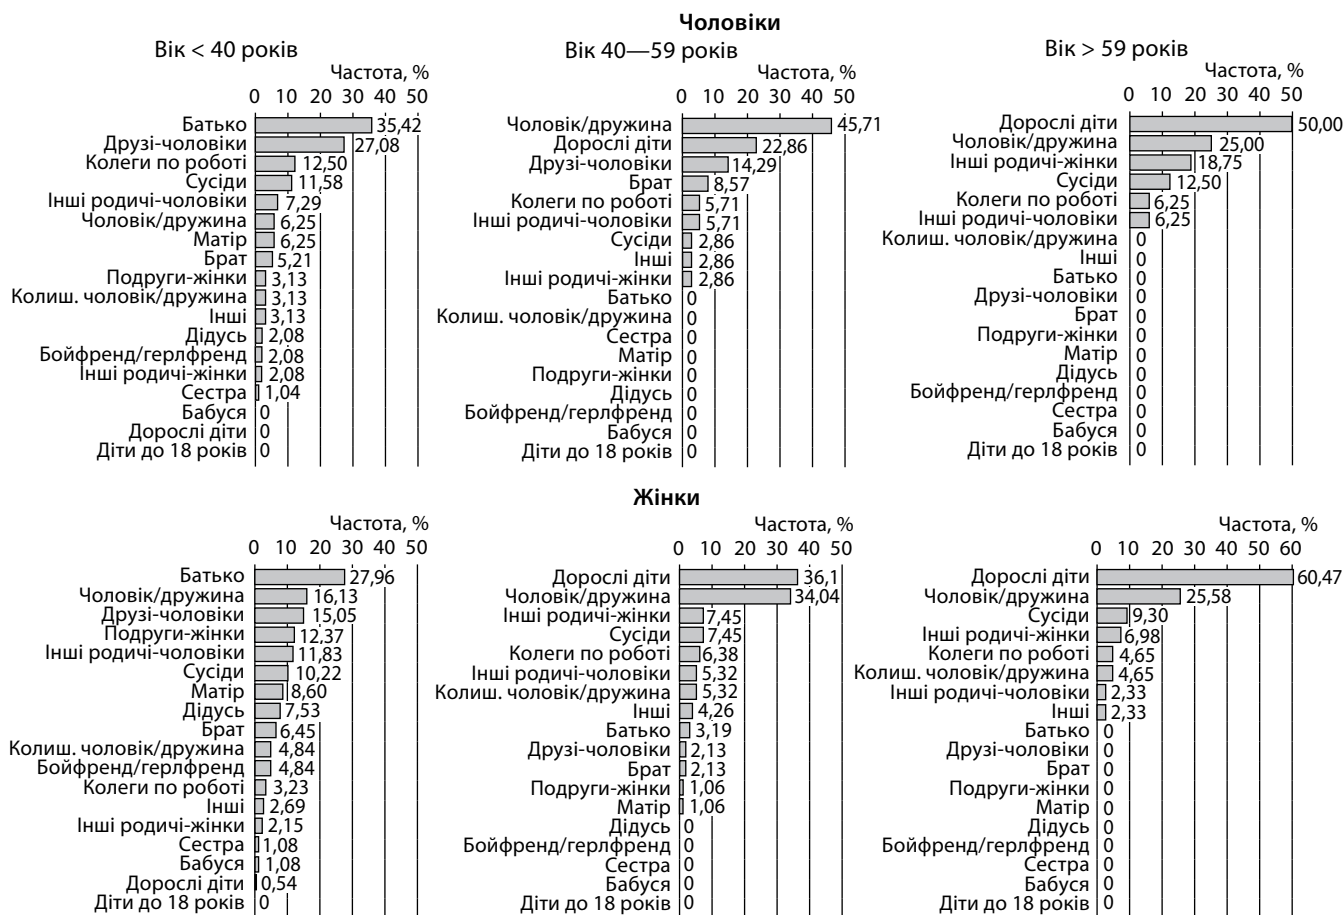 Чоловіки
Вік < 40 років
Частота, %
0 10 20 30 40 50
Батько 35,42
Друзі-чоловіки 27,08
Колеги по роботі 12,50
Сусіди 11,58
Інші родичі-чоловіки 7,29
Чоловік/дружина 6,25
Матір 6,25
Брат 5,21
Подруги-жінки 3,13
Колиш. чоловік/дружина 3,13
Інші 3,13
Дідусь 2,08
Бойфренд/герлфренд 2,08
Інші родичі-жінки 2,08
Сестра 1,04
Бабуся 0
Дорослі діти 0
Діти до 18 років 0
Вік 40—59 років
Частота, %
0 10 20 30 40 50
Чоловік/дружина 45,71
Дорослі діти 22,86
Друзі-чоловіки 14,29
Брат 8,57
Колеги по роботі 5,71
Інші родичі-чоловіки 5,71
Сусіди 2,86
Інші 2,86
Інші родичі-жінки 2,86
Батько 0
Колиш. чоловік/дружина 0
Сестра 0
Матір 0
Подруги-жінки 0
Дідусь 0
Бойфренд/герлфренд 0
Бабуся 0
Діти до 18 років 0
Вік > 59 років
Частота, %
0 10 20 30 40 50
Дорослі діти 50,00
Чоловік/дружина 25,00
Інші родичі-жінки 18,75
Сусіди 12,50
Колеги по роботі 6,25
Інші родичі-чоловіки 6,25
Колиш. чоловік/дружина 0
Інші 0
Батько 0
Друзі-чоловіки 0
Брат 0
Подруги-жінки 0
Матір 0
Дідусь 0
Бойфренд/герлфренд 0
Сестра 0
Бабуся 0
Діти до 18 років 0
Жінки
Частота, %
0 10 20 30 40 50
Батько 27,96
Чоловік/дружина 16,13
Друзі-чоловіки 15,05
Подруги-жінки 12,37
Інші родичі-чоловіки 11,83
Сусіди 10,22
Матір 8,60
Дідусь 7,53
Брат 6,45
Колиш. чоловік/дружина 4,84
Бойфренд/герлфренд 4,84
Колеги по роботі 3,23
Інші 2,69
Інші родичі-жінки 2,15
Сестра 1,08
Бабуся 1,08
Дорослі діти 0,54
Діти до 18 років 0
Частота, %
0 10 20 30 40 50
Дорослі діти 36,1
Чоловік/дружина 34,04
Інші родичі-жінки 7,45
Сусіди 7,45
Колеги по роботі 6,38
Інші родичі-чоловіки 5,32
Колиш. чоловік/дружина 5,32
Інші 4,26
Батько 3,19
Друзі-чоловіки 2,13
Брат 2,13
Подруги-жінки 1,06
Матір 1,06
Дідусь 0
Бойфренд/герлфренд 0
Сестра 0
Бабуся 0
Діти до 18 років 0
Частота, %
0 10 20 30 40 50 60
Дорослі діти 60,47
Чоловік/дружина 25,58
Сусіди 9,30
Інші родичі-жінки 6,98
Колеги по роботі 4,65
Колиш. чоловік/дружина 4,65
Інші родичі-чоловіки 2,33
Інші 2,33
Батько 0
Друзі-чоловіки 0
Брат 0
Подруги-жінки 0
Матір 0
Дідусь 0
Бойфренд/герлфренд 0
Сестра 0
Бабуся 0
Діти до 18 років 0